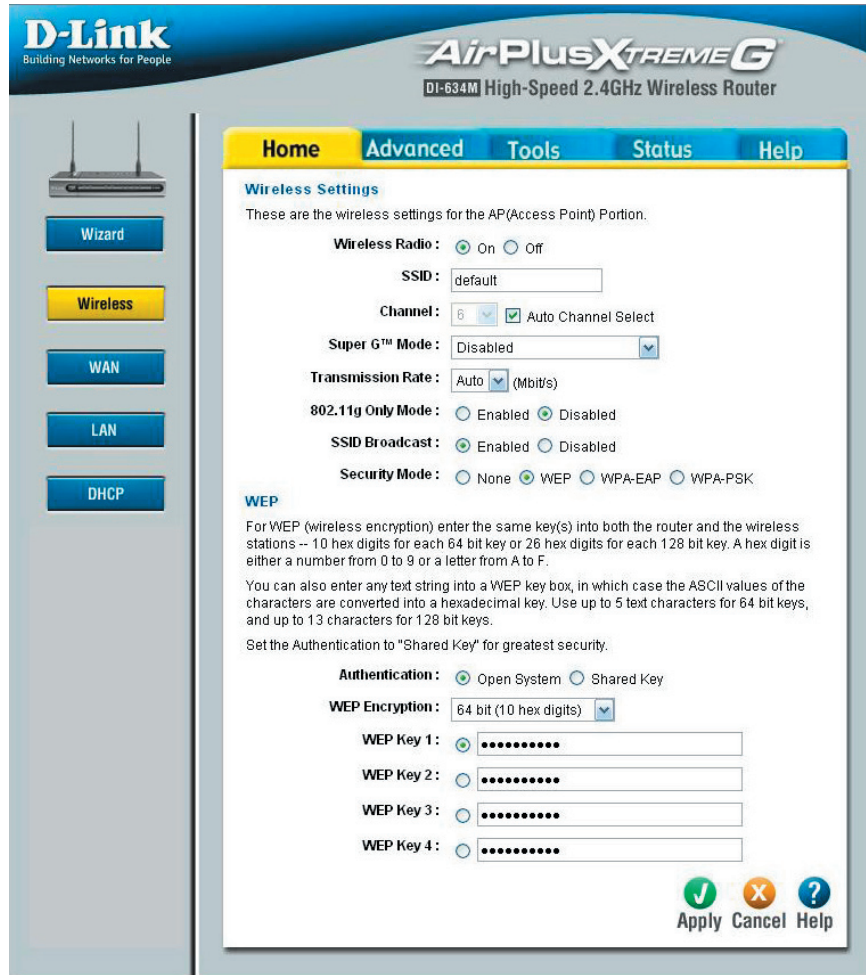 D-Link
Building Networks for People
AirPlusXTREMEG
DI-634M High-Speed 2.4GHz Wireless Router
Home
Advanced
Tools
Status
Help
Wizard
Wireless
WAN
LAN
DHCP
Wireless Settings
These are the wireless settings for the AP(Access Point) Portion.
Wireless Radio : On Off
SSID : default
Channel : 6 Auto Channel Select
Super G™ Mode : Disabled
Transmission Rate : Auto (Mbit/s)
802.11g Only Mode : Enabled Disabled
SSID Broadcast : Enabled Disabled
Security Mode : None WEP WPA-EAP WPA-PSK
WEP
For WEP (wireless encryption) enter the same key(s) into both the router and the wireless
stations -- 10 hex digits for each 64 bit key or 26 hex digits for each 128 bit key. A hex digit is
either a number from 0 to 9 or a letter from A to F.
You can also enter any text string into a WEP key box, in which case the ASCII values of the
characters are converted into a hexadecimal key. Use up to 5 text characters for 64 bit keys,
and up to 13 characters for 128 bit keys.
Set the Authentication to "Shared Key" for greatest security.
Authentication : Open System Shared Key
WEP Encryption : 64 bit (10 hex digits)
WEP Key 1 : ••••••••••
WEP Key 2 : ••••••••••
WEP Key 3 : ••••••••••
WEP Key 4 : ••••••••••
Apply Cancel Help